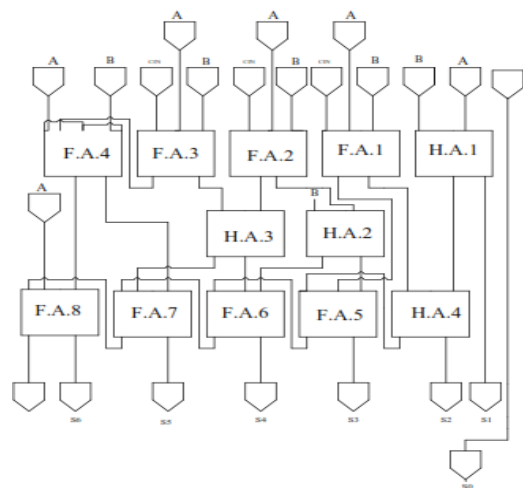 A A A
A B CIN B CIN B CIN B B A
F.A.4 F.A.3 F.A.2 F.A.1 H.A.1
A B
H.A.3 H.A.2
F.A.8 F.A.7 F.A.6 F.A.5 H.A.4
S6 S5 S4 S3 S2 S1
S0